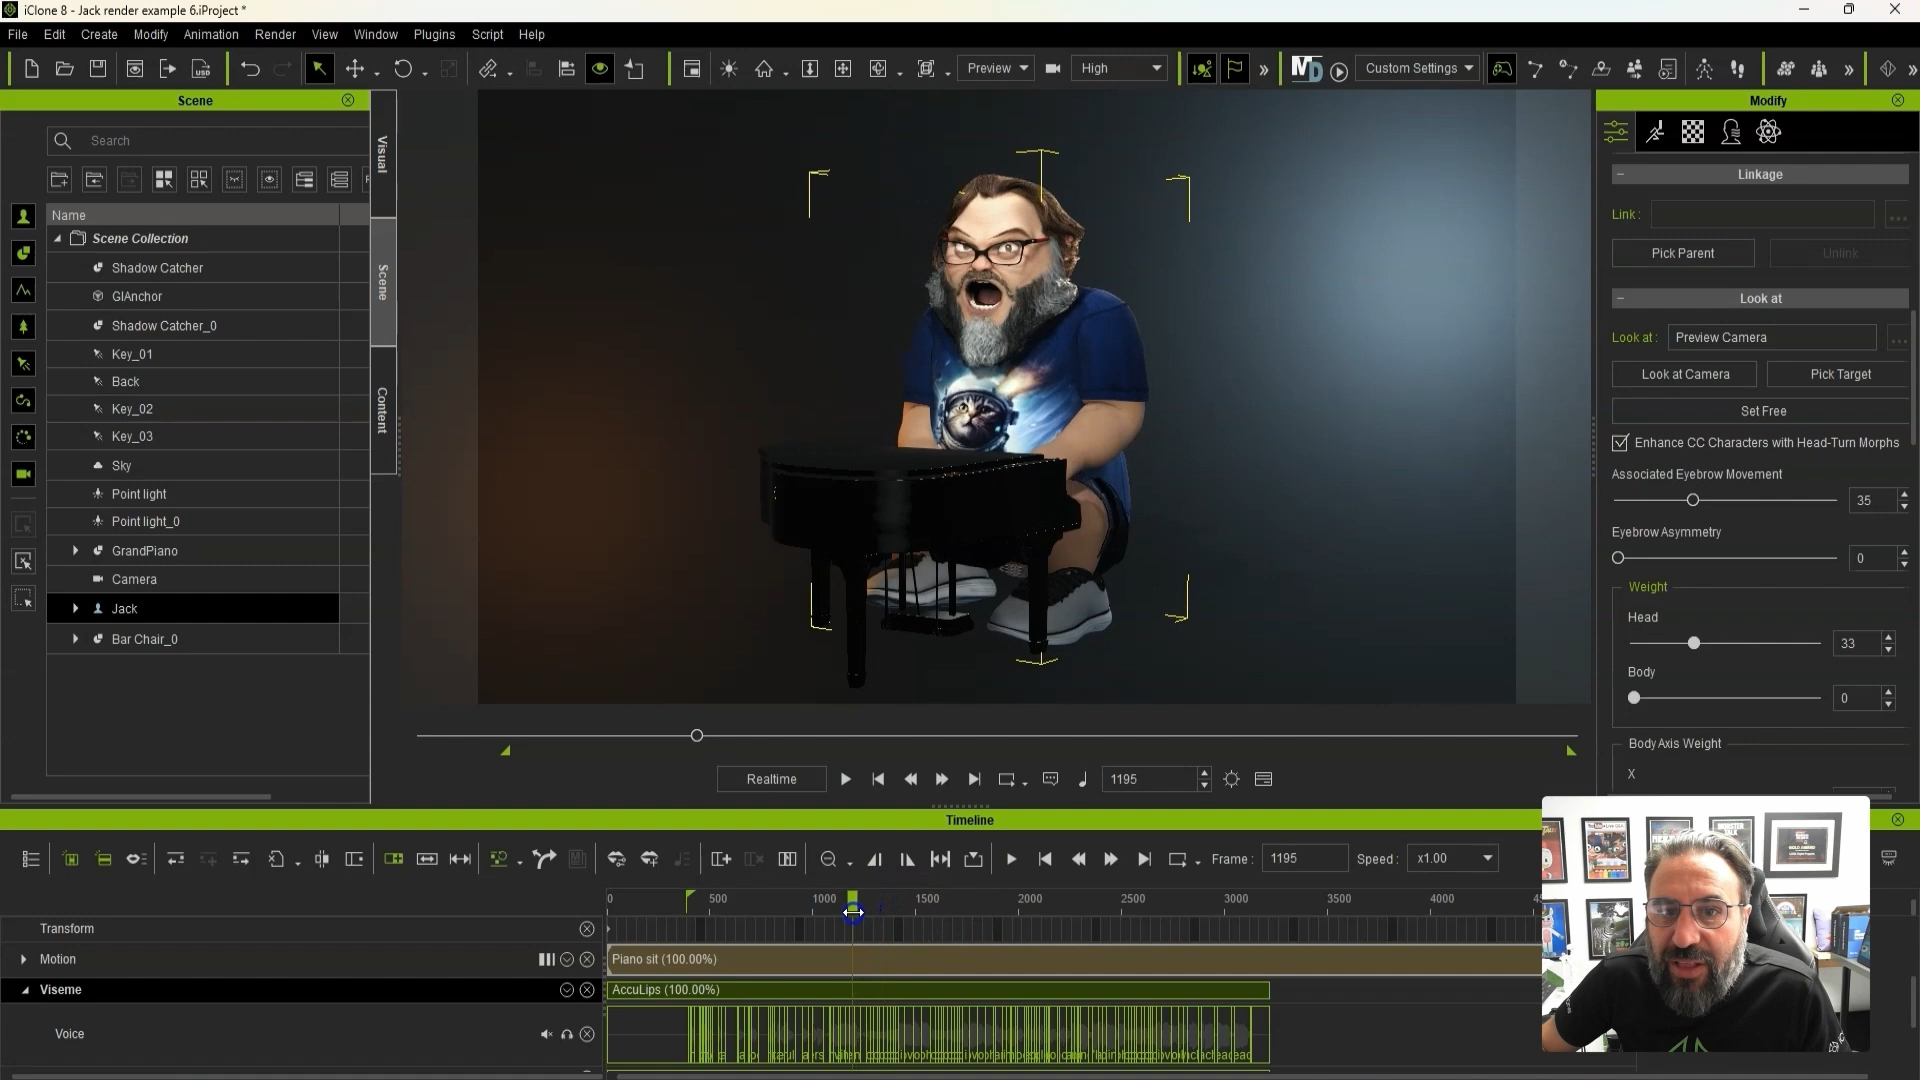 iClone 8 - Jack render example 6.iProject *
File Edit Create Modify Animation Render View Window Plugins Script Help
Preview High Custom Settings
Scene
Modify
Search
Name
Scene Collection
Shadow Catcher
GIAnchor
Shadow Catcher_0
Key_01
Back
Key_02
Key_03
Sky
Point light
Point light_0
GrandPiano
Camera
Jack
Bar Chair_0
Visual
Scene
Content
Linkage
Link :
Pick Parent Unlink
Look at
Look at : Preview Camera
Look at Camera Pick Target
Set Free
Enhance CC Characters with Head-Turn Morphs
Associated Eyebrow Movement
35
Eyebrow Asymmetry
0
Weight
Head
33
Body
0
Body Axis Weight
X
Realtime 1195
Timeline
Frame : 1195 Speed : x1.00
0 500 1000 1500 2000 2500 3000 3500 4000
Transform
Motion Piano sit (100.00%)
Viseme AccuLips (100.00%)
Voice